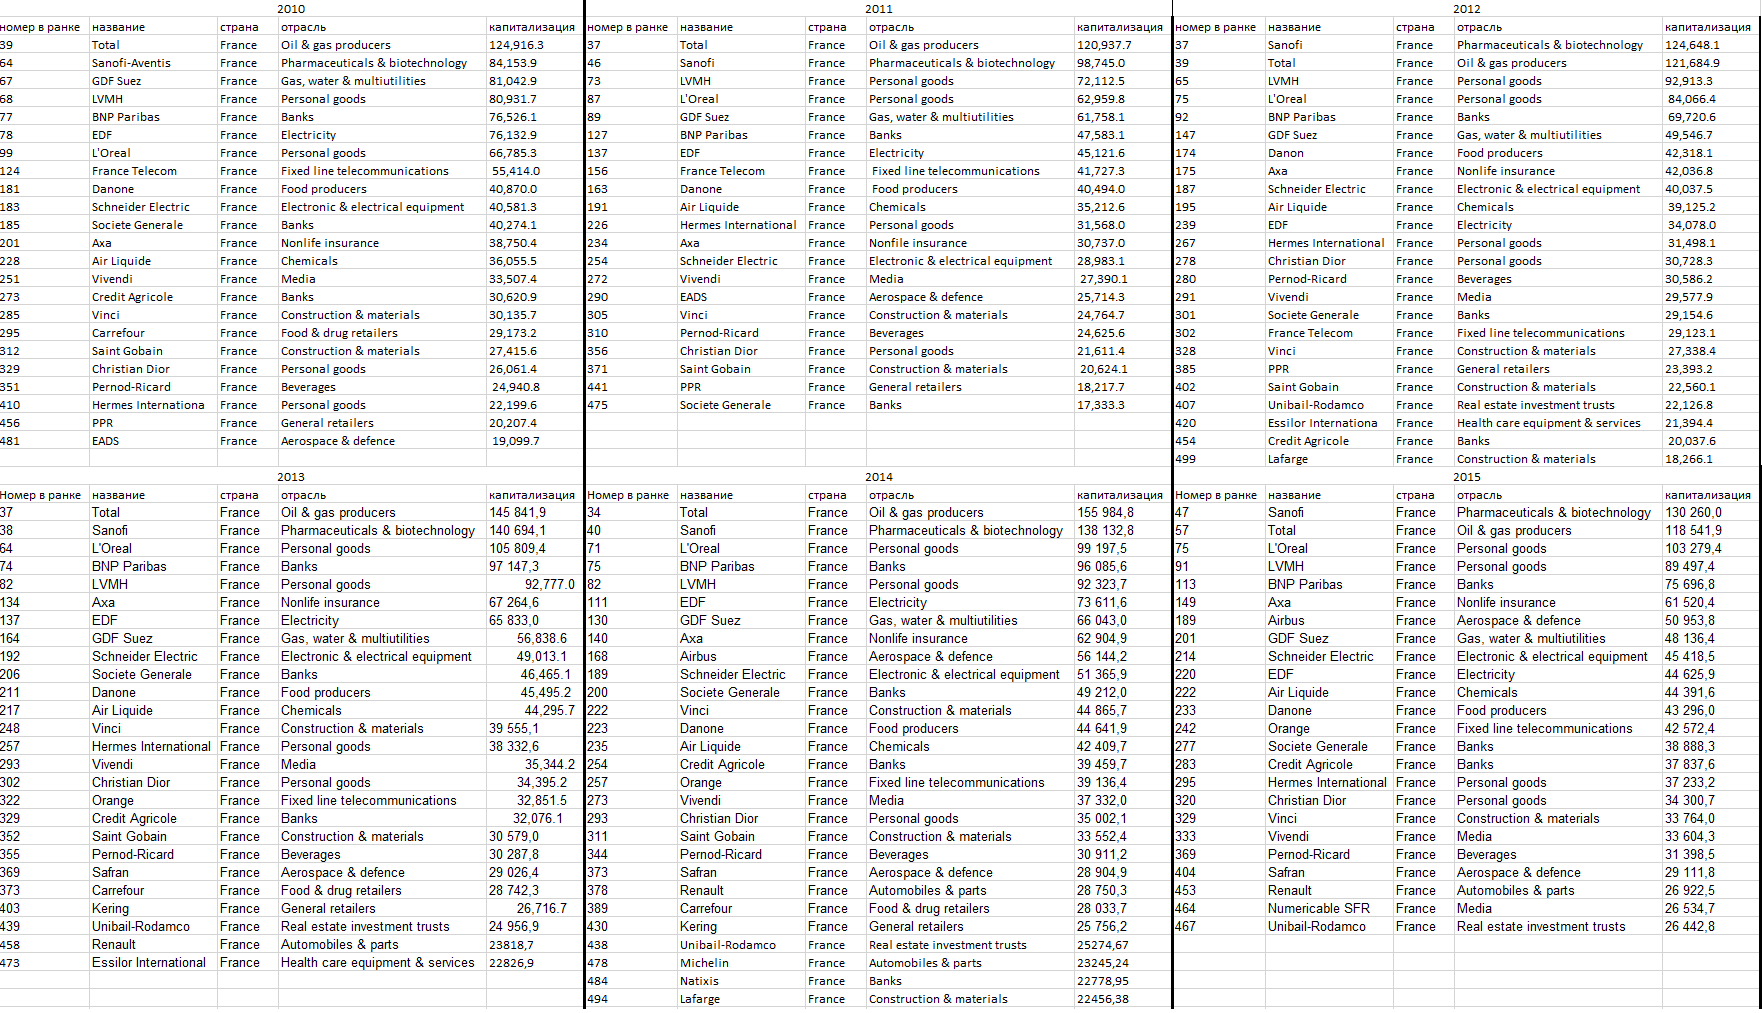 2010
номер в ранке название страна отрасль капитализация
39 Total France Oil & gas producers 124,916.3
64 Sanofi-Aventis France Pharmaceuticals & biotechnology 84,153.9
67 GDF Suez France Gas, water & multiutilities 81,042.9
68 LVMH France Personal goods 80,931.7
77 BNP Paribas France Banks 76,526.1
78 EDF France Electricity 76,132.9
99 L'Oreal France Personal goods 66,785.3
124 France Telecom France Fixed line telecommunications 55,414.0
181 Danone France Food producers 40,870.0
183 Schneider Electric France Electronic & electrical equipment 40,581.3
185 Societe Generale France Banks 40,274.1
201 Axa France Nonlife insurance 38,750.4
228 Air Liquide France Chemicals 36,055.5
251 Vivendi France Media 33,507.4
273 Credit Agricole France Banks 30,620.9
285 Vinci France Construction & materials 30,135.7
295 Carrefour France Food & drug retailers 29,173.2
312 Saint Gobain France Construction & materials 27,415.6
329 Christian Dior France Personal goods 26,061.4
351 Pernod-Ricard France Beverages 24,940.8
410 Hermes Internationa France Personal goods 22,199.6
456 PPR France General retailers 20,207.4
481 EADS France Aerospace & defence 19,099.7
2011
номер в ранке название страна отрасль капитализация
37 Total France Oil & gas producers 120,937.7
46 Sanofi France Pharmaceuticals & biotechnology 98,745.0
73 LVMH France Personal goods 72,112.5
87 L'Oreal France Personal goods 62,959.8
89 GDF Suez France Gas, water & multiutilities 61,758.1
127 BNP Paribas France Banks 47,583.1
137 EDF France Electricity 45,121.6
156 France Telecom France Fixed line telecommunications 41,727.3
163 Danone France Food producers 40,494.0
191 Air Liquide France Chemicals 35,212.6
226 Hermes International France Personal goods 31,568.0
234 Axa France Nonfile insurance 30,737.0
254 Schneider Electric France Electronic & electrical equipment 28,983.1
272 Vivendi France Media 27,390.1
290 EADS France Aerospace & defence 25,714.3
305 Vinci France Construction & materials 24,764.7
310 Pernod-Ricard France Beverages 24,625.6
356 Christian Dior France Personal goods 21,611.4
371 Saint Gobain France Construction & materials 20,624.1
441 PPR France General retailers 18,217.7
475 Societe Generale France Banks 17,333.3
2012
номер в ранке название страна отрасль капитализация
37 Sanofi France Pharmaceuticals & biotechnology 124,648.1
39 Total France Oil & gas producers 121,684.9
65 LVMH France Personal goods 92,913.3
75 L'Oreal France Personal goods 84,066.4
92 BNP Paribas France Banks 69,720.6
147 GDF Suez France Gas, water & multiutilities 49,546.7
174 Danon France Food producers 42,318.1
175 Axa France Nonlife insurance 42,036.8
187 Schneider Electric France Electronic & electrical equipment 40,037.5
195 Air Liquide France Chemicals 39,125.2
239 EDF France Electricity 34,078.0
267 Hermes International France Personal goods 31,498.1
278 Christian Dior France Personal goods 30,728.3
280 Pernod-Ricard France Beverages 30,586.2
291 Vivendi France Media 29,577.9
301 Societe Generale France Banks 29,154.6
302 France Telecom France Fixed line telecommunications 29,123.1
328 Vinci France Construction & materials 27,338.4
385 PPR France General retailers 23,393.2
402 Saint Gobain France Construction & materials 22,560.1
407 Unibail-Rodamco France Real estate investment trusts 22,126.8
420 Essilor Internationa France Health care equipment & services 21,394.4
454 Credit Agricole France Banks 20,037.6
499 Lafarge France Construction & materials 18,266.1
2013
Номер в ранке название страна отрасль капитализация
37 Total France Oil & gas producers 145 841,9
38 Sanofi France Pharmaceuticals & biotechnology 140 694,1
64 L'Oreal France Personal goods 105 809,4
74 BNP Paribas France Banks 97 147,3
82 LVMH France Personal goods 92,777.0
134 Axa France Nonlife insurance 67 264,6
137 EDF France Electricity 65 833,0
164 GDF Suez France Gas, water & multiutilities 56,838.6
192 Schneider Electric France Electronic & electrical equipment 49,013.1
206 Societe Generale France Banks 46,465.1
211 Danone France Food producers 45,495.2
217 Air Liquide France Chemicals 44,295.7
248 Vinci France Construction & materials 39 555,1
257 Hermes International France Personal goods 38 332,6
293 Vivendi France Media 35,344.2
302 Christian Dior France Personal goods 34,395.2
322 Orange France Fixed line telecommunications 32,851.5
329 Credit Agricole France Banks 32,076.1
352 Saint Gobain France Construction & materials 30 579,0
355 Pernod-Ricard France Beverages 30 287,8
369 Safran France Aerospace & defence 29 026,4
373 Carrefour France Food & drug retailers 28 742,3
403 Kering France General retailers 26,716.7
439 Unibail-Rodamco France Real estate investment trusts 24 956,9
458 Renault France Automobiles & parts 23818,7
473 Essilor International France Health care equipment & services 22826,9
2014
Номер в ранке название страна отрасль капитализация
34 Total France Oil & gas producers 155 984,8
40 Sanofi France Pharmaceuticals & biotechnology 138 132,8
71 L'Oreal France Personal goods 99 197,5
75 BNP Paribas France Banks 96 085,6
82 LVMH France Personal goods 92 323,7
111 EDF France Electricity 73 611,6
130 GDF Suez France Gas, water & multiutilities 66 043,0
140 Axa France Nonlife insurance 62 904,9
168 Airbus France Aerospace & defence 56 144,2
189 Schneider Electric France Electronic & electrical equipment 51 365,9
200 Societe Generale France Banks 49 212,0
222 Vinci France Construction & materials 44 865,7
223 Danone France Food producers 44 641,9
235 Air Liquide France Chemicals 42 409,7
254 Credit Agricole France Banks 39 459,7
257 Orange France Fixed line telecommunications 39 136,4
273 Vivendi France Media 37 332,0
293 Christian Dior France Personal goods 35 002,1
311 Saint Gobain France Construction & materials 33 552,4
344 Pernod-Ricard France Beverages 30 911,2
373 Safran France Aerospace & defence 28 904,9
378 Renault France Automobiles & parts 28 750,3
389 Carrefour France Food & drug retailers 28 033,7
430 Kering France General retailers 25 756,2
438 Unibail-Rodamco France Real estate investment trusts 25274,67
478 Michelin France Automobiles & parts 23245,24
484 Natixis France Banks 22778,95
494 Lafarge France Construction & materials 22456,38
2015
Номер в ранке название страна отрасль капитализация
47 Sanofi France Pharmaceuticals & biotechnology 130 260,0
57 Total France Oil & gas producers 118 541,9
75 L'Oreal France Personal goods 103 279,4
91 LVMH France Personal goods 89 497,4
113 BNP Paribas France Banks 75 696,8
149 Axa France Nonlife insurance 61 520,4
189 Airbus France Aerospace & defence 50 953,8
201 GDF Suez France Gas, water & multiutilities 48 136,4
214 Schneider Electric France Electronic & electrical equipment 45 418,5
220 EDF France Electricity 44 625,9
222 Air Liquide France Chemicals 44 391,6
233 Danone France Food producers 43 296,0
242 Orange France Fixed line telecommunications 42 572,4
277 Societe Generale France Banks 38 888,3
283 Credit Agricole France Banks 37 837,6
295 Hermes International France Personal goods 37 233,2
320 Christian Dior France Personal goods 34 300,7
329 Vinci France Construction & materials 33 764,0
333 Vivendi France Media 33 604,3
369 Pernod-Ricard France Beverages 31 398,5
404 Safran France Aerospace & defence 29 111,8
453 Renault France Automobiles & parts 26 922,5
464 Numericable SFR France Media 26 534,7
467 Unibail-Rodamco France Real estate investment trusts 26 442,8